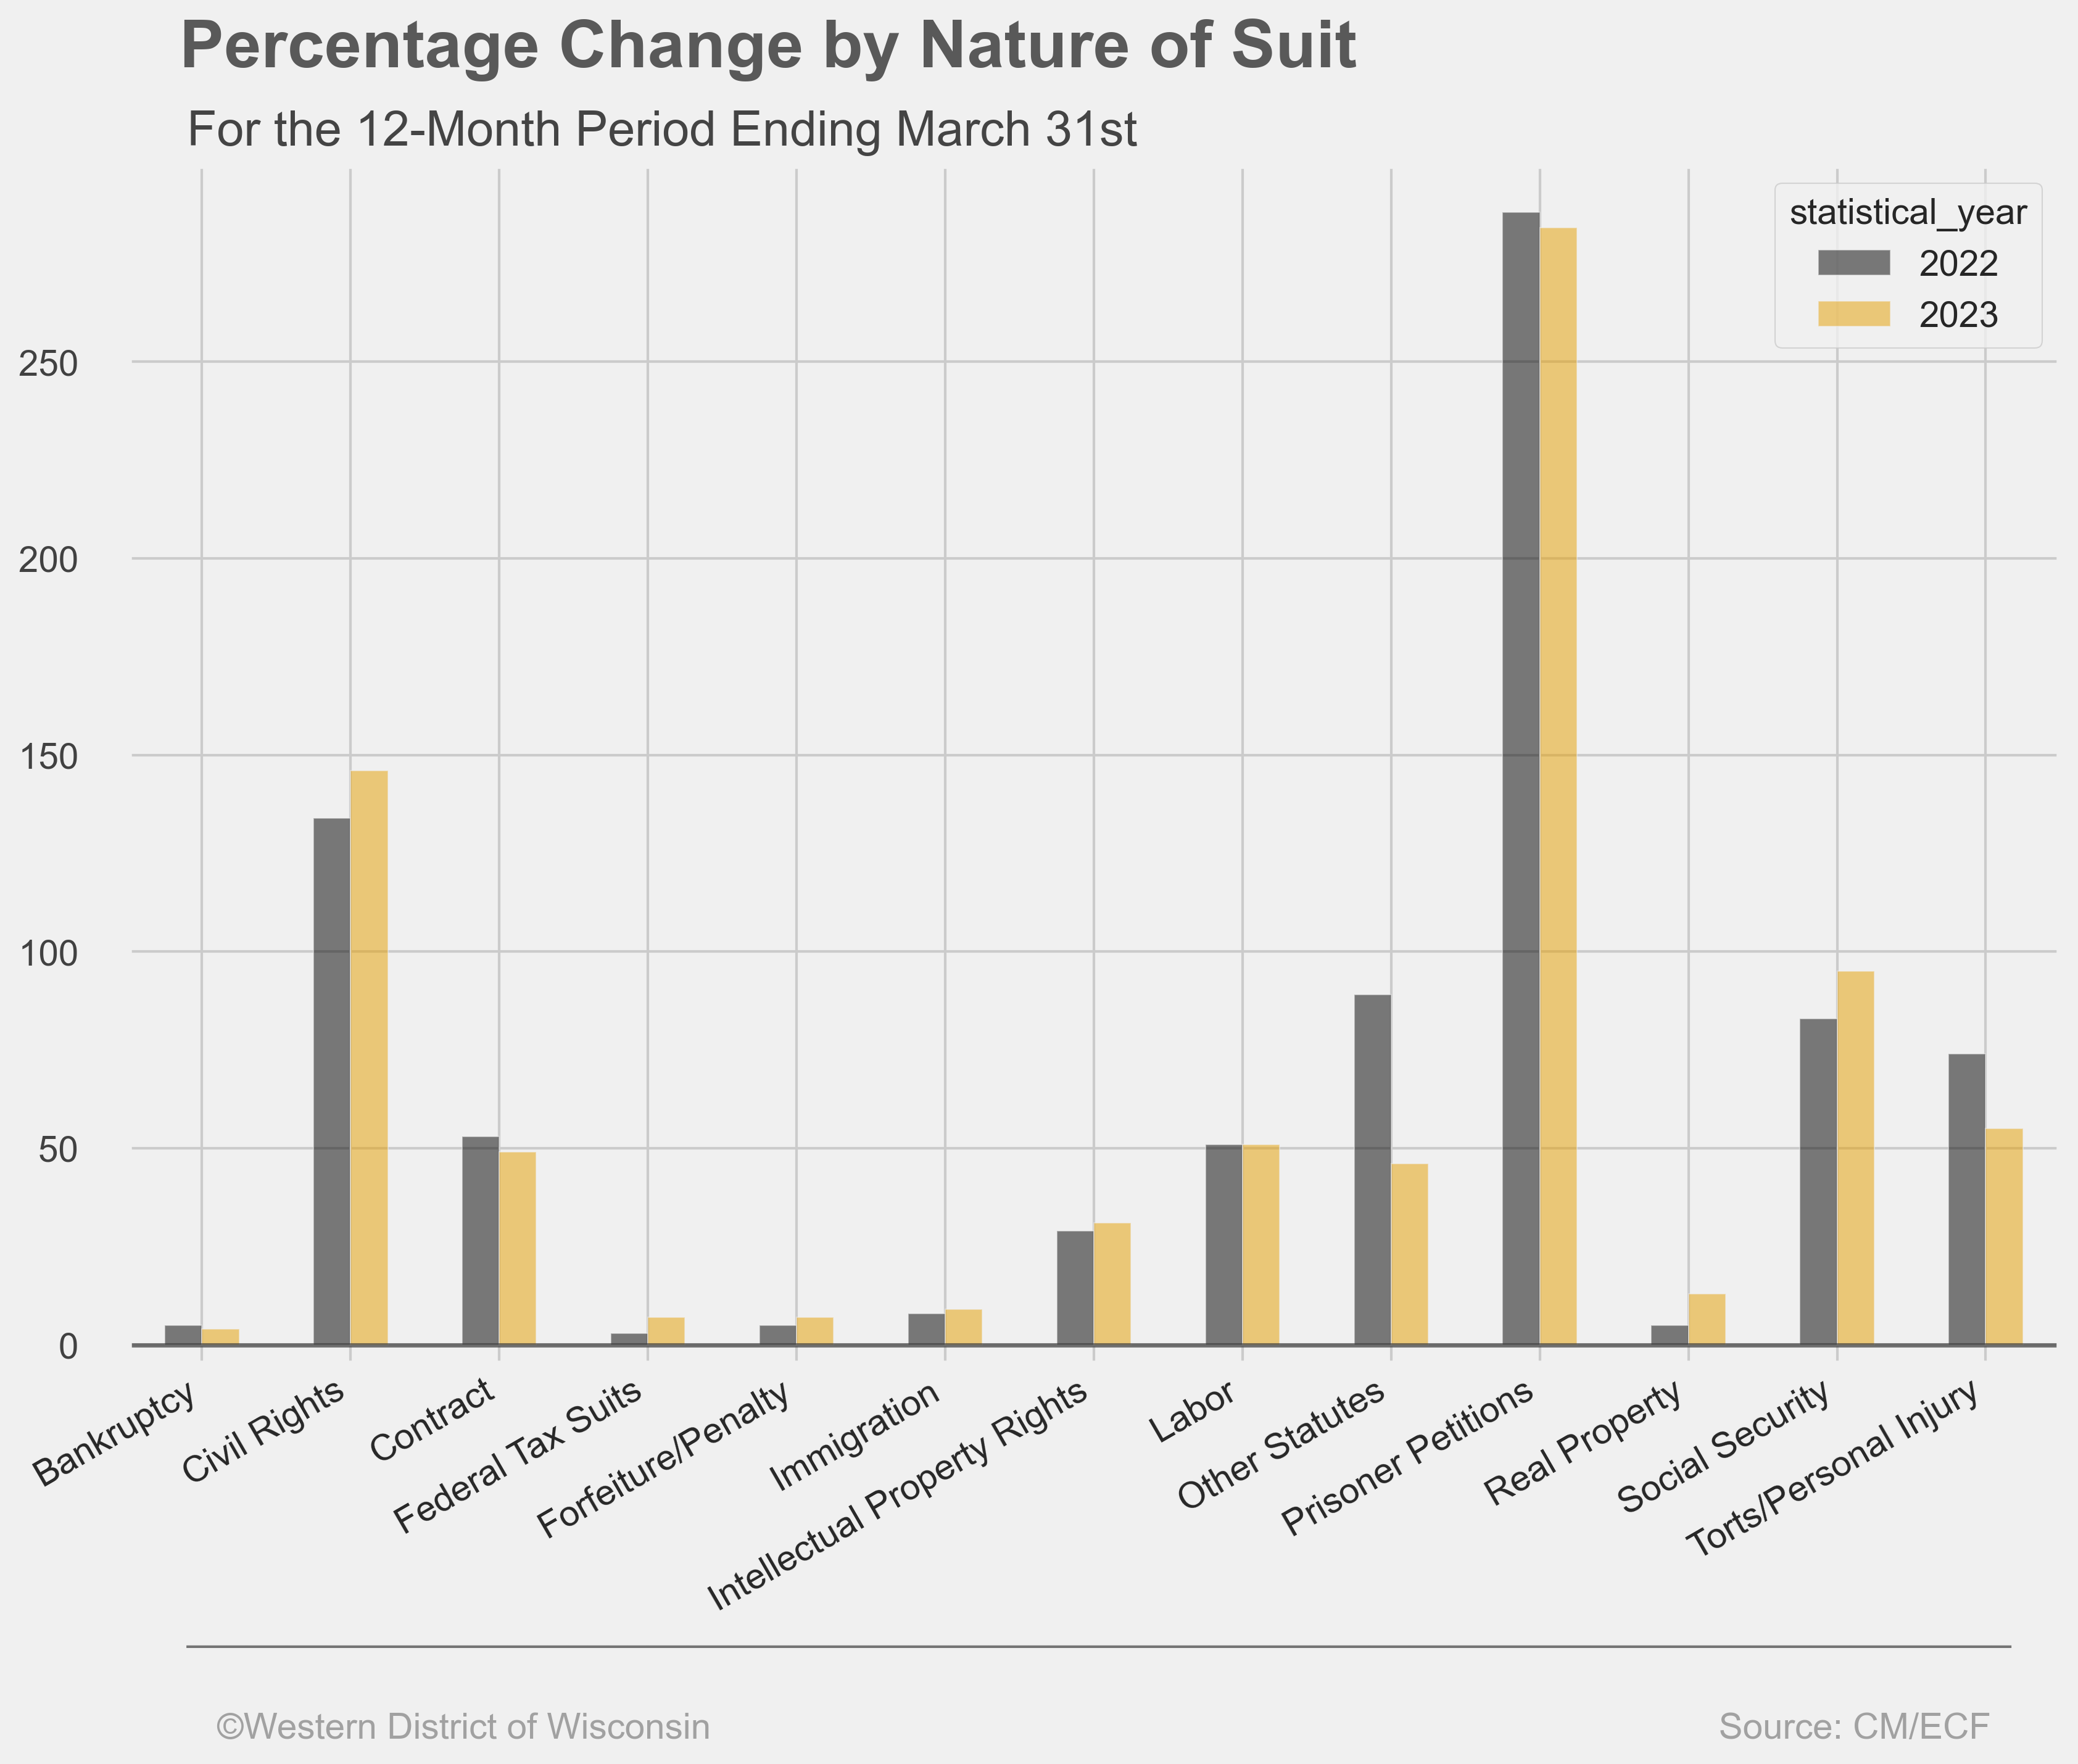 Percentage Change by Nature of Suit
For the 12-Month Period Ending March 31st
statistical_year
2022
2023
250
200
150
100
50
0
Bankruptcy
Civil Rights
Contract
Federal Tax Suits
Forfeiture/Penalty
Immigration
Intellectual Property Rights
Labor
Other Statutes
Prisoner Petitions
Real Property
Social Security
Torts/Personal Injury
©Western District of Wisconsin
Source: CM/ECF